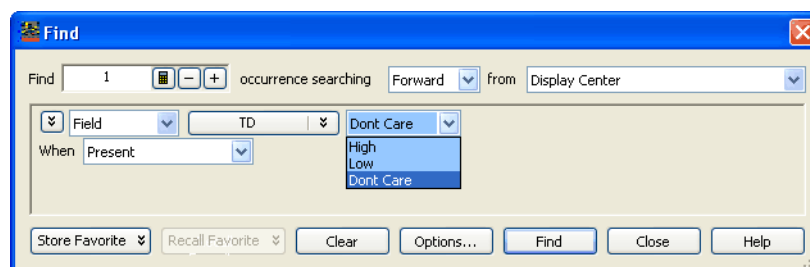 Find
Find 1 occurrence searching Forward from Display Center
Field TD Dont Care
When Present
High
Low
Dont Care
Store Favorite Recall Favorite Clear Options... Find Close Help